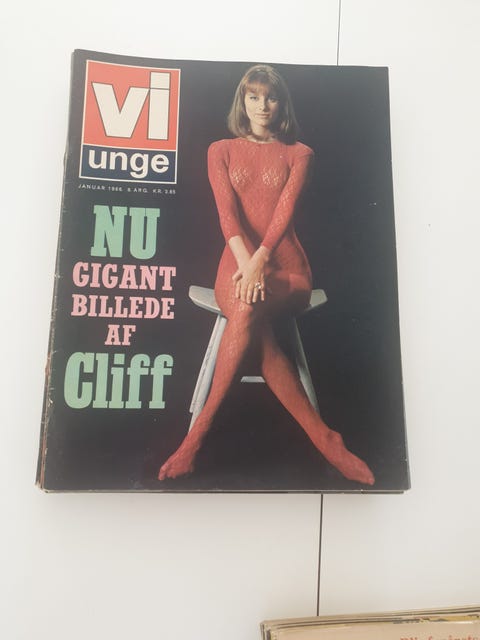 vi
unge
JANUAR 1966 8. ÅRG. KR. 2.85
NU
GIGANT
BILLEDE
AF
Cliff